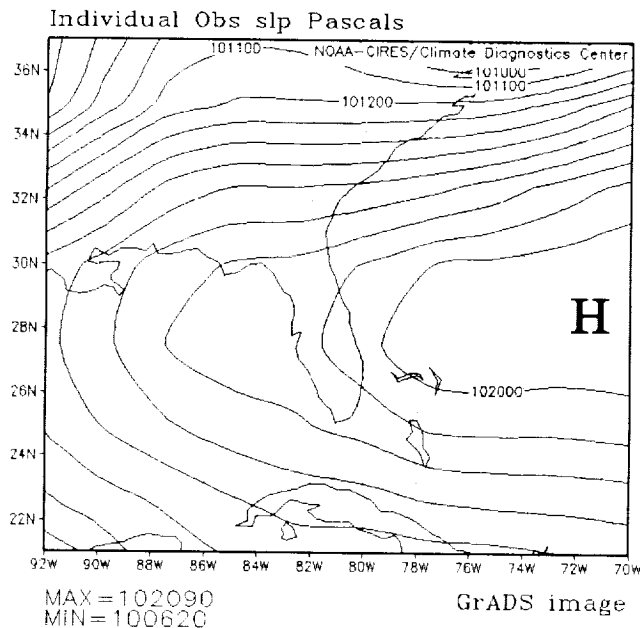 Individual Obs slp Pascals
NOAA-CIRES/Climate Diagnostics Center
101100
101000
101100
101200
H
102000
36N
34N
32N
30N
28N
26N
24N
22N
92W 90W 88W 86W 84W 82W 80W 78W 76W 74W 72W 70W
MAX=102090
MIN=100620
GrADS image